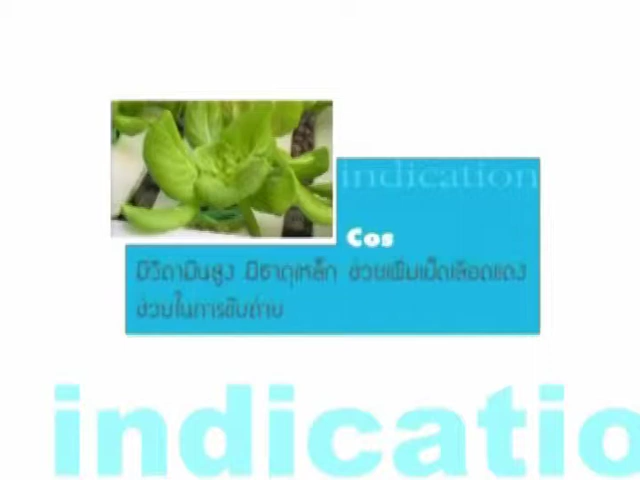 indication
Cos
มีวิตามินสูง มีธาตุเหล็ก ช่วยเพิ่มเม็ดเลือดแดง
ช่วยในการขับถ่าย
indicatio